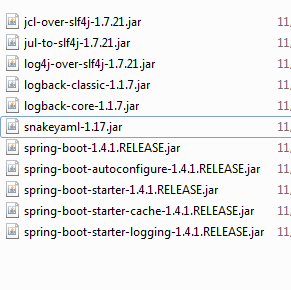 jcl-over-slf4j-1.7.21.jar 11,
jul-to-slf4j-1.7.21.jar 11,
log4j-over-slf4j-1.7.21.jar 11,
logback-classic-1.1.7.jar 11,
logback-core-1.1.7.jar 11,
snakeyaml-1.17.jar 11,
spring-boot-1.4.1.RELEASE.jar 11,
spring-boot-autoconfigure-1.4.1.RELEASE.jar 11,
spring-boot-starter-1.4.1.RELEASE.jar 11,
spring-boot-starter-cache-1.4.1.RELEASE.jar 11,
spring-boot-starter-logging-1.4.1.RELEASE.jar 11,